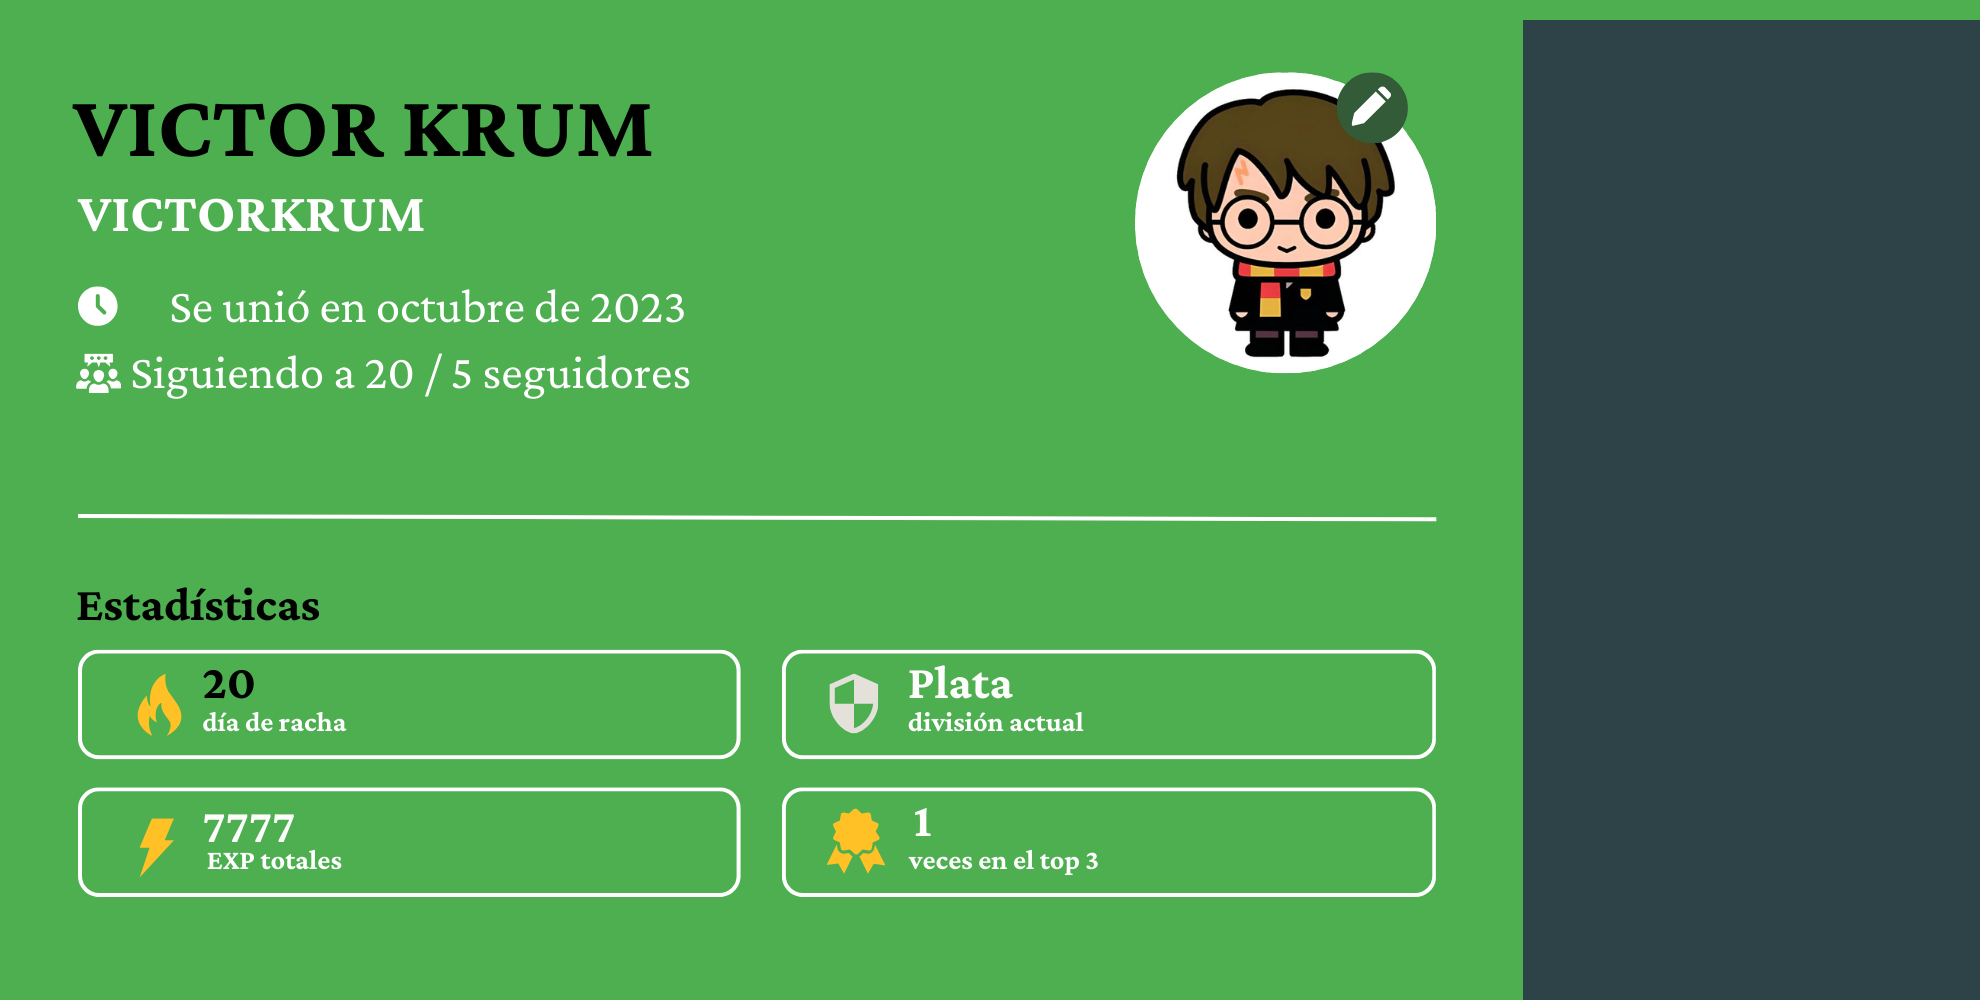 VICTOR KRUM
VICTORKRUM
Se unió en octubre de 2023
Siguiendo a 20 / 5 seguidores
Estadísticas
20
día de racha
Plata
división actual
7777
EXP totales
1
veces en el top 3